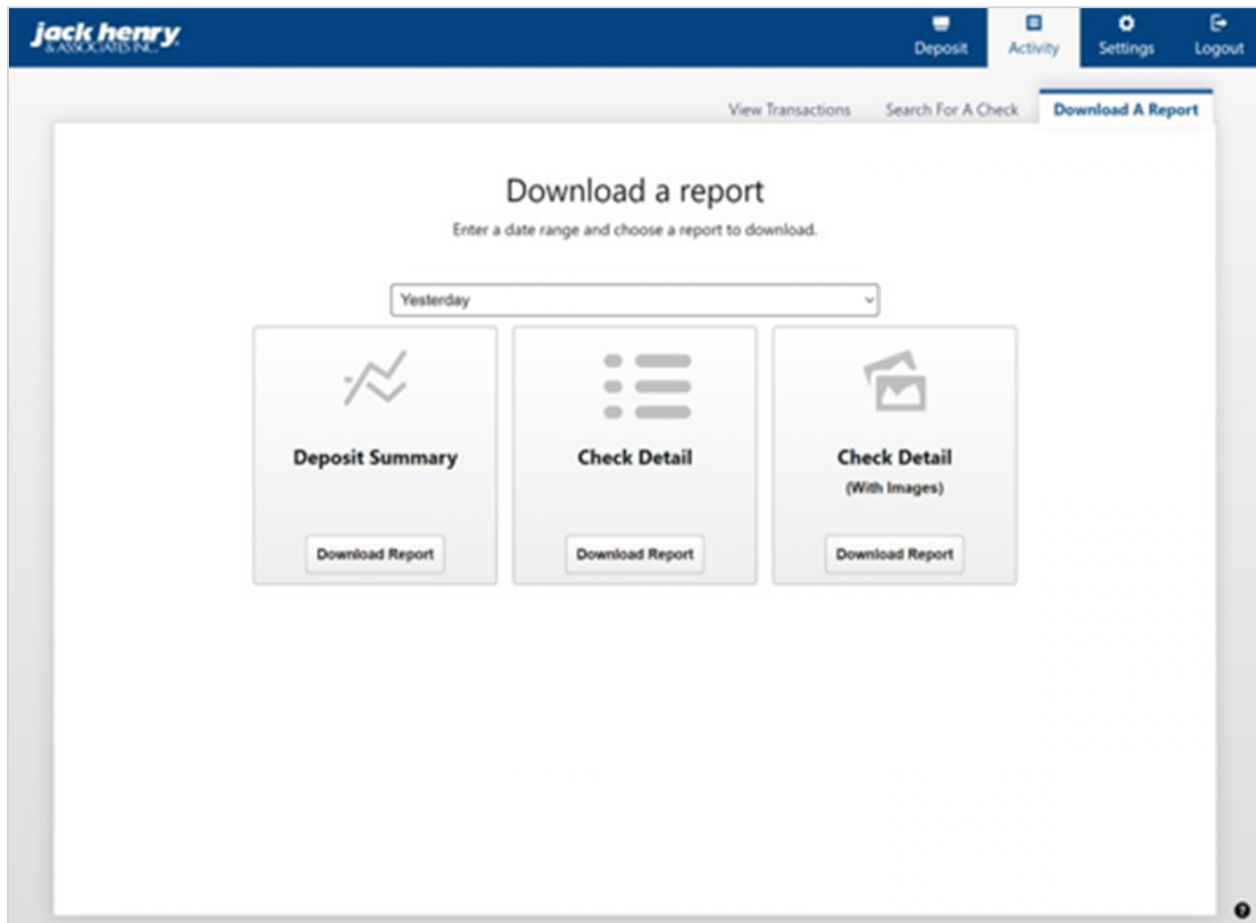 jack henry
& ASSOCIATES INC.
Deposit
Activity
Settings
Logout
View Transactions
Search For A Check
Download A Report
Download a report
Enter a date range and choose a report to download.
Yesterday
Deposit Summary
Check Detail
Check Detail
(With Images)
Download Report
Download Report
Download Report
?